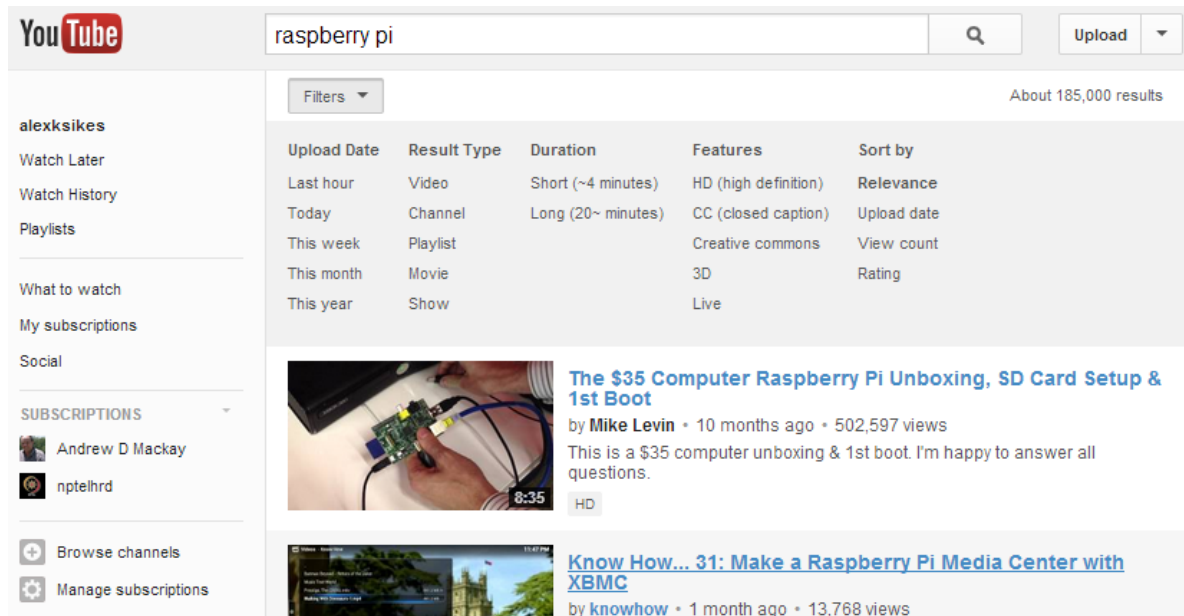 YouTube
raspberry pi
Upload
Filters
About 185,000 results
alexksikes
Watch Later
Watch History
Playlists
What to watch
My subscriptions
Social
SUBSCRIPTIONS
Andrew D Mackay
nptelhrd
Browse channels
Manage subscriptions
Upload Date
Last hour
Today
This week
This month
This year
Result Type
Video
Channel
Playlist
Movie
Show
Duration
Short (~4 minutes)
Long (20~ minutes)
Features
HD (high definition)
CC (closed caption)
Creative commons
3D
Live
Sort by
Relevance
Upload date
View count
Rating
8:35
The $35 Computer Raspberry Pi Unboxing, SD Card Setup &
1st Boot
by Mike Levin • 10 months ago • 502,597 views
This is a $35 computer unboxing & 1st boot. I'm happy to answer all
questions.
HD
11:47 PM
Know How... 31: Make a Raspberry Pi Media Center with
XBMC
by knowhow • 1 month ago • 13,768 views